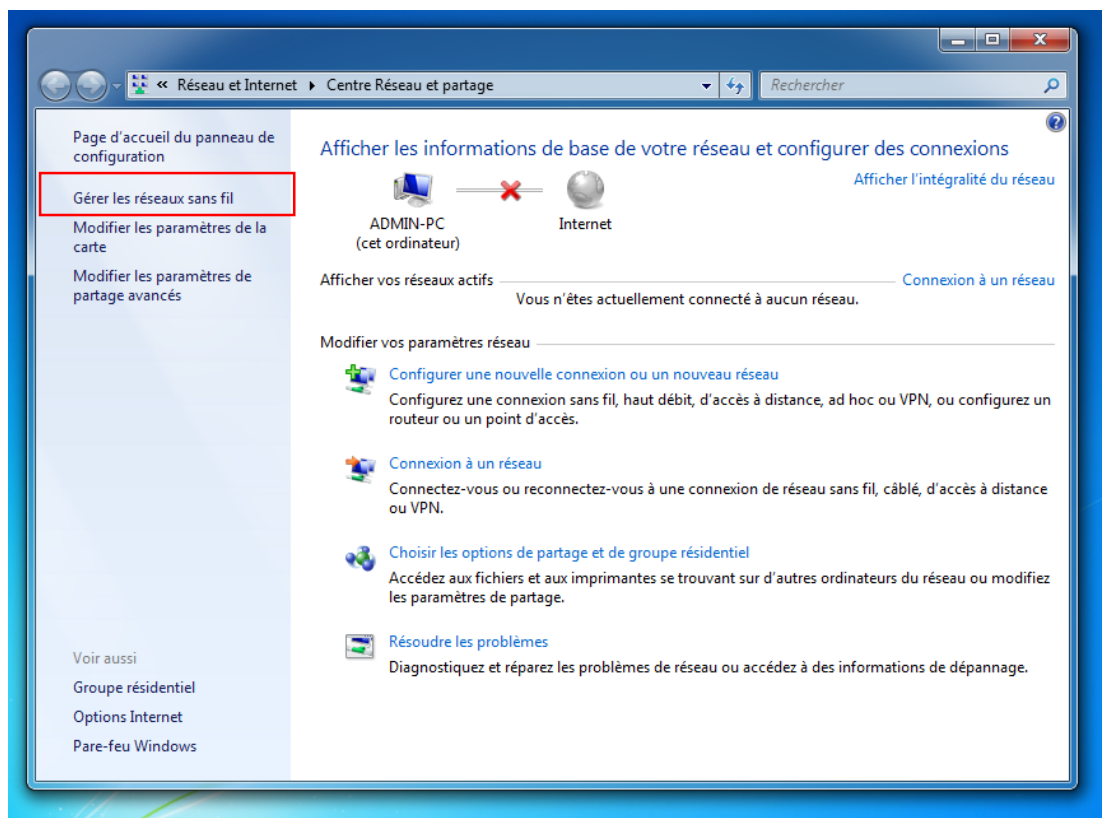 « Réseau et Internet ▸ Centre Réseau et partage
Rechercher
Page d'accueil du panneau de
configuration
Gérer les réseaux sans fil
Modifier les paramètres de la
carte
Modifier les paramètres de
partage avancés
Voir aussi
Groupe résidentiel
Options Internet
Pare-feu Windows
Afficher les informations de base de votre réseau et configurer des connexions
Afficher l'intégralité du réseau
ADMIN-PC
(cet ordinateur)
Internet
Afficher vos réseaux actifs
Connexion à un réseau
Vous n'êtes actuellement connecté à aucun réseau.
Modifier vos paramètres réseau
Configurer une nouvelle connexion ou un nouveau réseau
Configurez une connexion sans fil, haut débit, d'accès à distance, ad hoc ou VPN, ou configurez un
routeur ou un point d'accès.
Connexion à un réseau
Connectez-vous ou reconnectez-vous à une connexion de réseau sans fil, câblé, d'accès à distance
ou VPN.
Choisir les options de partage et de groupe résidentiel
Accédez aux fichiers et aux imprimantes se trouvant sur d'autres ordinateurs du réseau ou modifiez
les paramètres de partage.
Résoudre les problèmes
Diagnostiquez et réparez les problèmes de réseau ou accédez à des informations de dépannage.